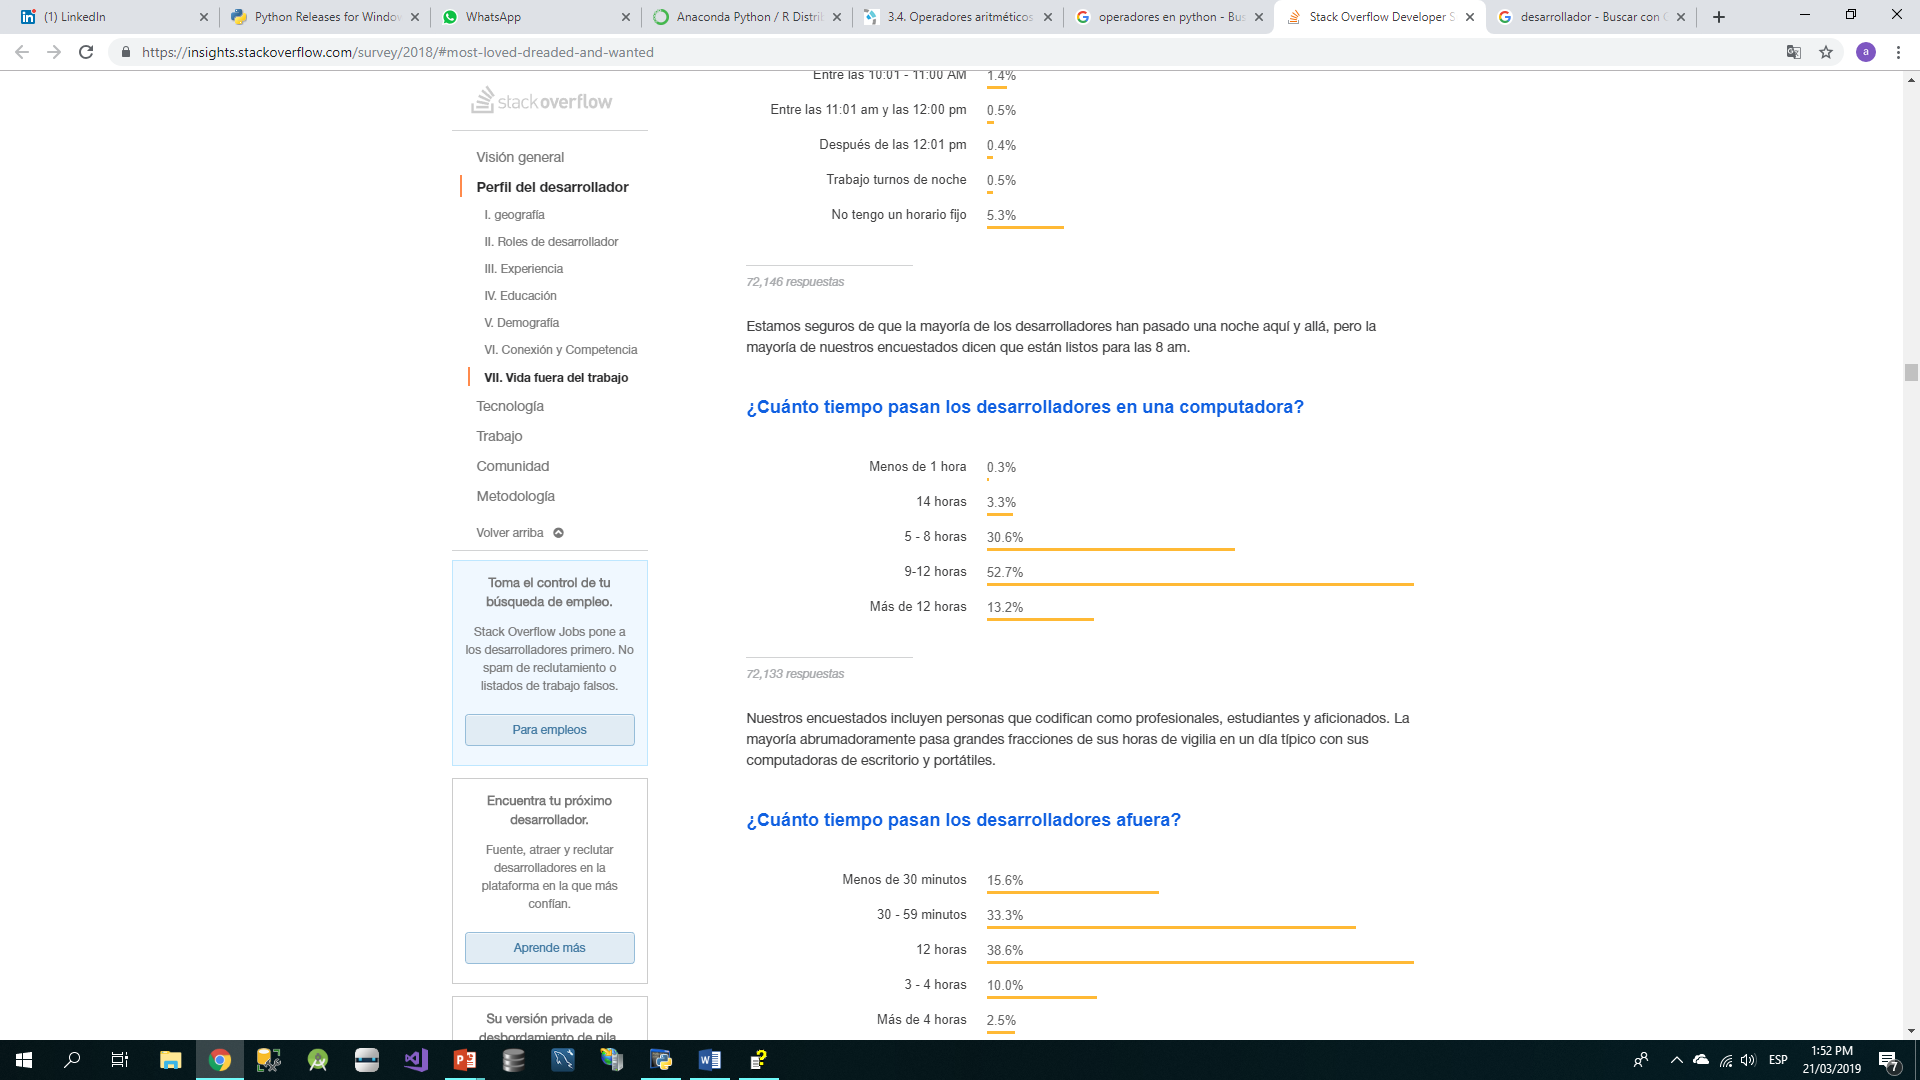 (1) LinkedIn
Python Releases for Window
WhatsApp
Anaconda Python / R Distri
3.4. Operadores aritméticos
operadores en python - Bus
Stack Overflow Developer S
desarrollador - Buscar con G
https://insights.stackoverflow.com/survey/2018/#most-loved-dreaded-and-wanted
a
stackoverflow
Visión general
Perfil del desarrollador
I. geografía
II. Roles de desarrollador
III. Experiencia
IV. Educación
V. Demografía
VI. Conexión y Competencia
VII. Vida fuera del trabajo
Tecnología
Trabajo
Comunidad
Metodología
Volver arriba
Toma el control de tu
búsqueda de empleo.
Stack Overflow Jobs pone a
los desarrolladores primero. No
spam de reclutamiento o
listados de trabajo falsos.
Para empleos
Encuentra tu próximo
desarrollador.
Fuente, atraer y reclutar
desarrolladores en la
plataforma en la que más
confían.
Aprende más
Su versión privada de
desbordamiento de pila
Entre las 10:01 - 11:00 AM 1.4%
Entre las 11:01 am y las 12:00 pm 0.5%
Después de las 12:01 pm 0.4%
Trabajo turnos de noche 0.5%
No tengo un horario fijo 5.3%
72,146 respuestas
Estamos seguros de que la mayoría de los desarrolladores han pasado una noche aquí y allá, pero la
mayoría de nuestros encuestados dicen que están listos para las 8 am.
¿Cuánto tiempo pasan los desarrolladores en una computadora?
Menos de 1 hora 0.3%
14 horas 3.3%
5 - 8 horas 30.6%
9-12 horas 52.7%
Más de 12 horas 13.2%
72,133 respuestas
Nuestros encuestados incluyen personas que codifican como profesionales, estudiantes y aficionados. La
mayoría abrumadoramente pasa grandes fracciones de sus horas de vigilia en un día típico con sus
computadoras de escritorio y portátiles.
¿Cuánto tiempo pasan los desarrolladores afuera?
Menos de 30 minutos 15.6%
30 - 59 minutos 33.3%
12 horas 38.6%
3 - 4 horas 10.0%
Más de 4 horas 2.5%
ESP
1:52 PM
21/03/2019
7